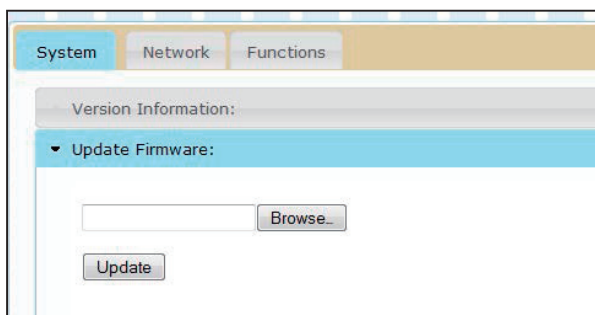 System Network Functions
Version Information:
Update Firmware:
Browse...
Update